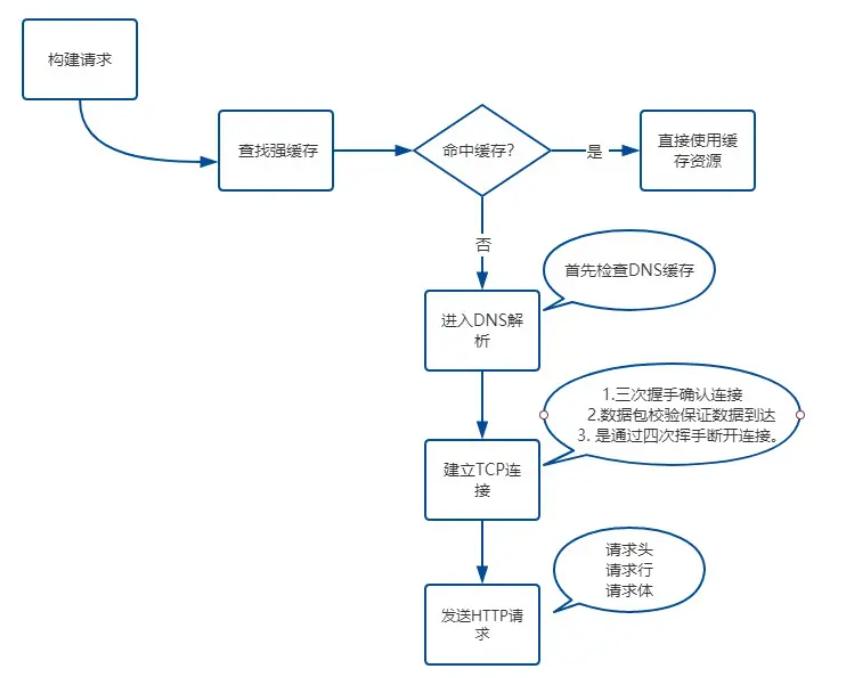 构建请求
查找强缓存
命中缓存？
是
直接使用缓
存资源
否
首先检查DNS缓存
进入DNS解
析
1.三次握手确认连接
2.数据包校验保证数据到达
3. 是通过四次挥手断开连接。
建立TCP连
接
请求头
请求行
请求体
发送HTTP请
求